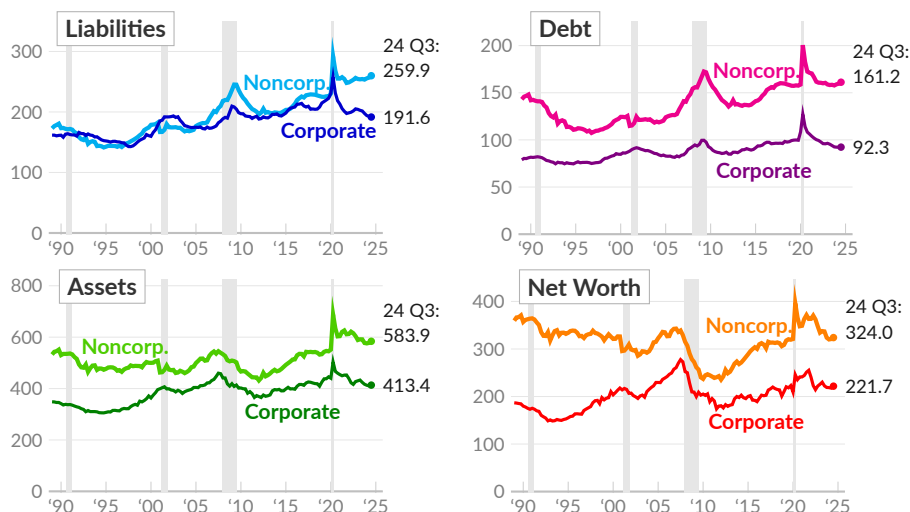 Liabilities
24 Q3:
300
259.9
Noncorp.
200
191.6
Corporate
100
0
‘90 ‘95 ‘00 ‘05 ‘10 ‘15 ‘20 ‘25
Debt
24 Q3:
200
161.2
Noncorp.
150
100
92.3
Corporate
50
0
‘90 ‘95 ‘00 ‘05 ‘10 ‘15 ‘20 ‘25
Assets
24 Q3:
800
583.9
Noncorp.
600
413.4
400
Corporate
200
0
‘90 ‘95 ‘00 ‘05 ‘10 ‘15 ‘20 ‘25
Net Worth
24 Q3:
400
Noncorp.
324.0
300
221.7
200
Corporate
100
0
‘90 ‘95 ‘00 ‘05 ‘10 ‘15 ‘20 ‘25